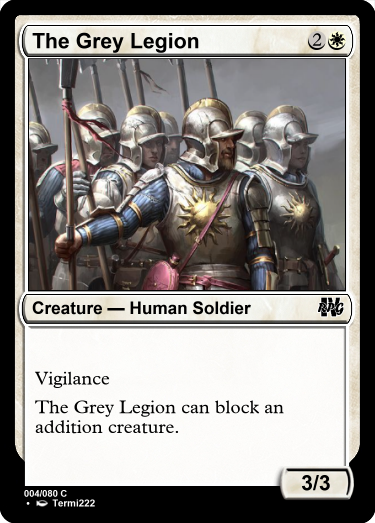 The Grey Legion 2
Creature — Human Soldier
Vigilance
The Grey Legion can block an
addition creature.
3/3
004/080 C
• Termi222